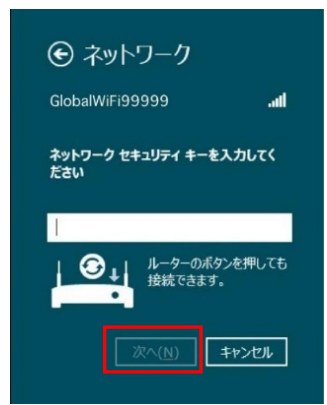 ネットワーク
GlobalWiFi99999
ネットワーク セキュリティ キーを入力してく
ださい
ルーターのボタンを押しても
接続できます。
次へ(N)
キャンセル